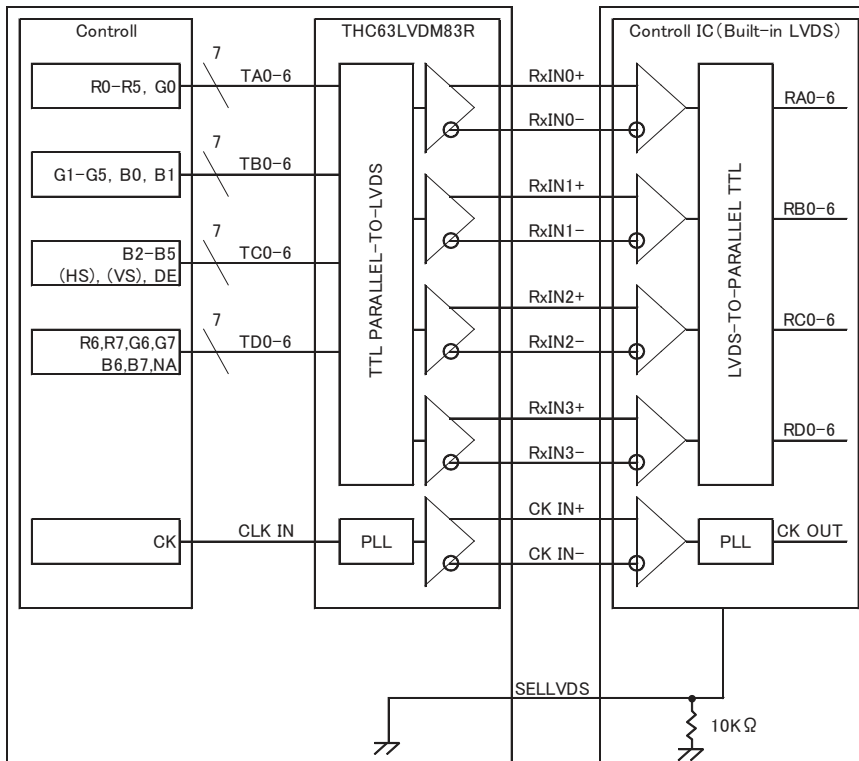 Controll
THC63LVDM83R
Controll IC(Built-in LVDS)
R0-R5, G0
7
TA0-6
RxIN0+
RxIN0-
RA0-6
G1-G5, B0, B1
7
TB0-6
RxIN1+
RxIN1-
RB0-6
B2-B5
(HS), (VS), DE
7
TC0-6
RxIN2+
RxIN2-
RC0-6
R6,R7,G6,G7
B6,B7,NA
7
TD0-6
RxIN3+
RxIN3-
RD0-6
TTL PARALLEL-TO-LVDS
LVDS-TO-PARALLEL TTL
CK
CLK IN
PLL
CK IN+
CK IN-
PLL
CK OUT
SELLVDS
10KΩ